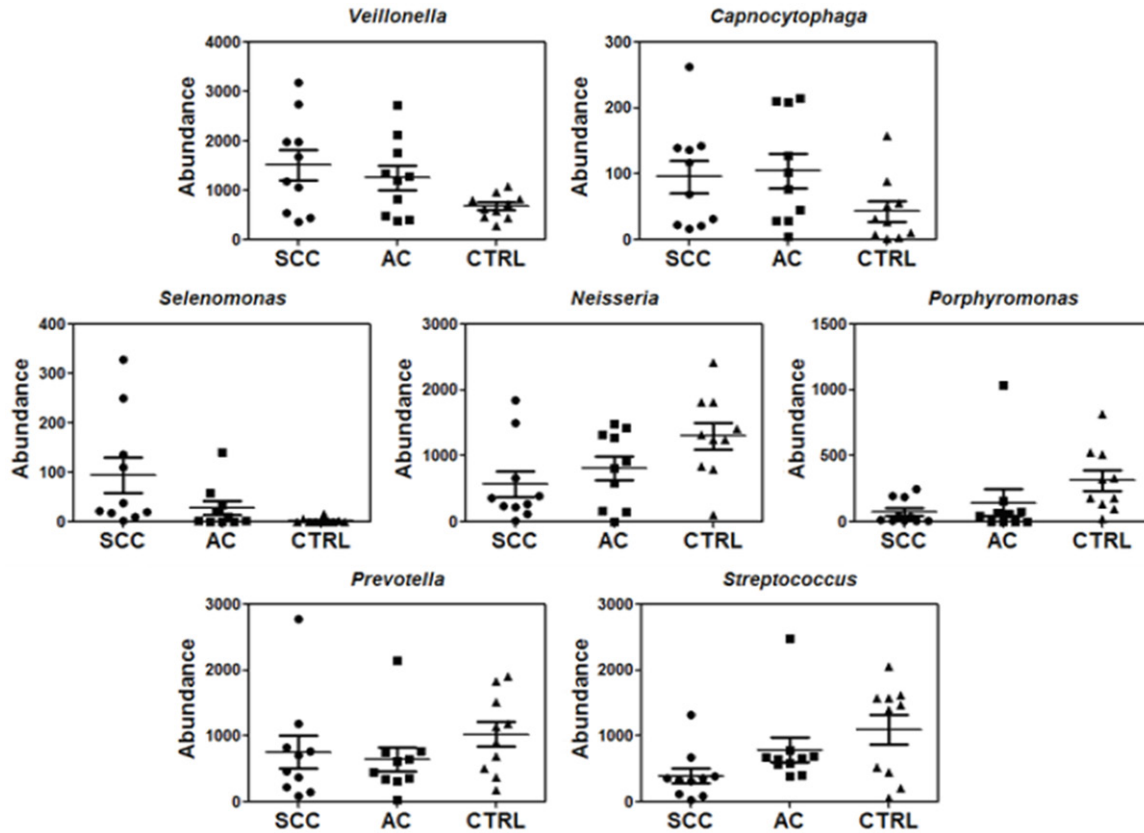 Veillonella
Abundance
4000
3000
2000
1000
0
SCC AC CTRL
Capnocytophaga
Abundance
300
200
100
0
SCC AC CTRL
Selenomonas
Abundance
400
300
200
100
0
SCC AC CTRL
Neisseria
Abundance
3000
2000
1000
0
SCC AC CTRL
Porphyromonas
Abundance
1500
1000
500
0
SCC AC CTRL
Prevotella
Abundance
3000
2000
1000
0
SCC AC CTRL
Streptococcus
Abundance
3000
2000
1000
0
SCC AC CTRL